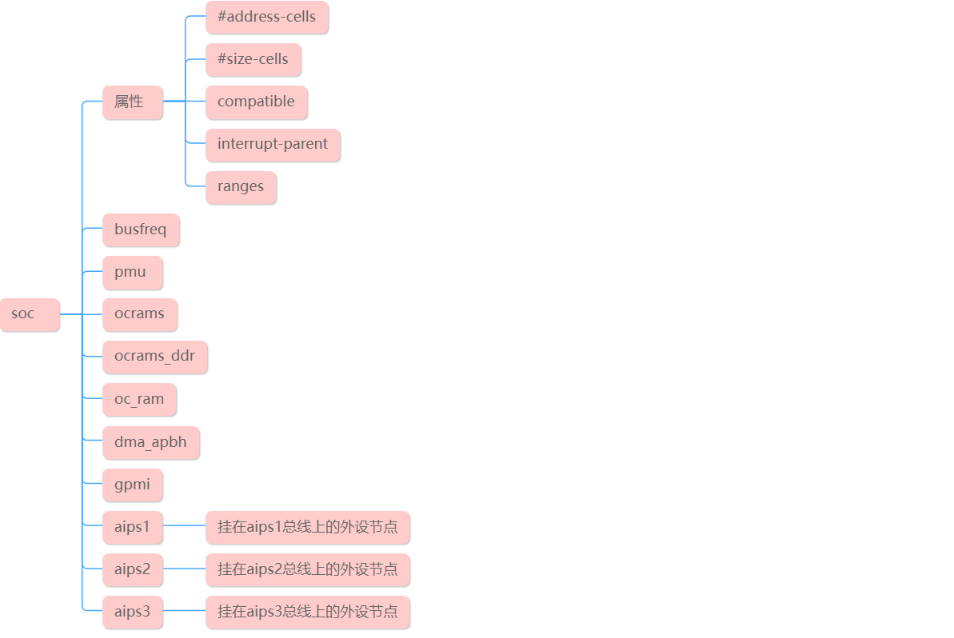 #address-cells
#size-cells
属性
compatible
interrupt-parent
ranges
busfreq
pmu
soc
ocrams
ocrams_ddr
oc_ram
dma_apbh
gpmi
aips1
挂在aips1总线上的外设节点
aips2
挂在aips2总线上的外设节点
aips3
挂在aips3总线上的外设节点